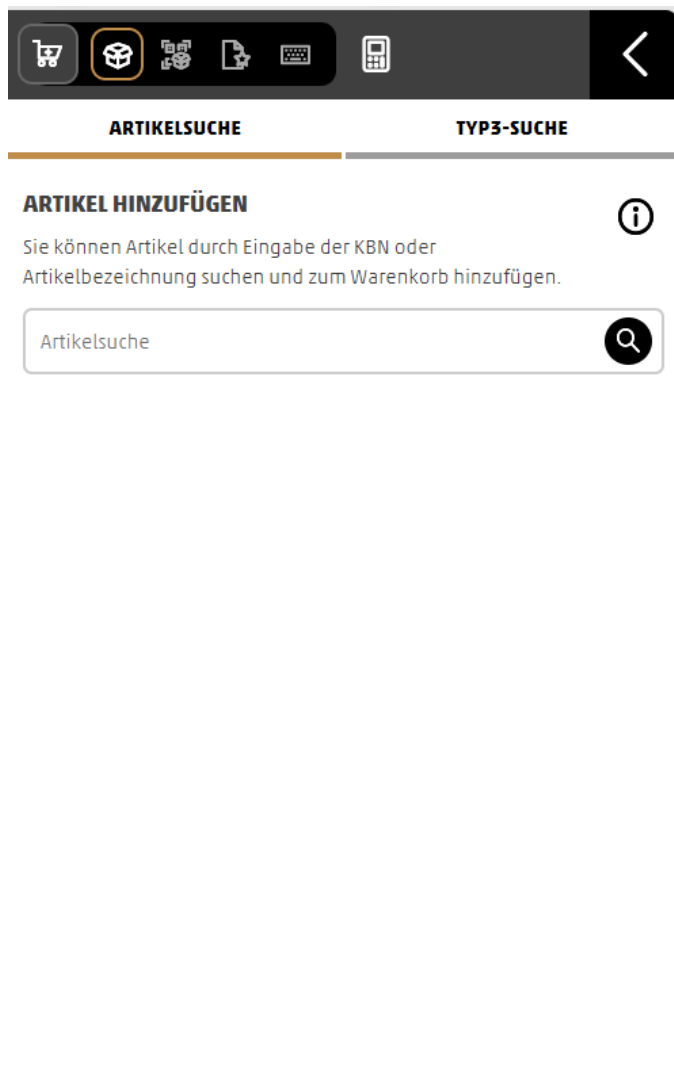 ARTIKELSUCHE
TYP3-SUCHE
ARTIKEL HINZUFÜGEN
Sie können Artikel durch Eingabe der KBN oder
Artikelbezeichnung suchen und zum Warenkorb hinzufügen.
Artikelsuche